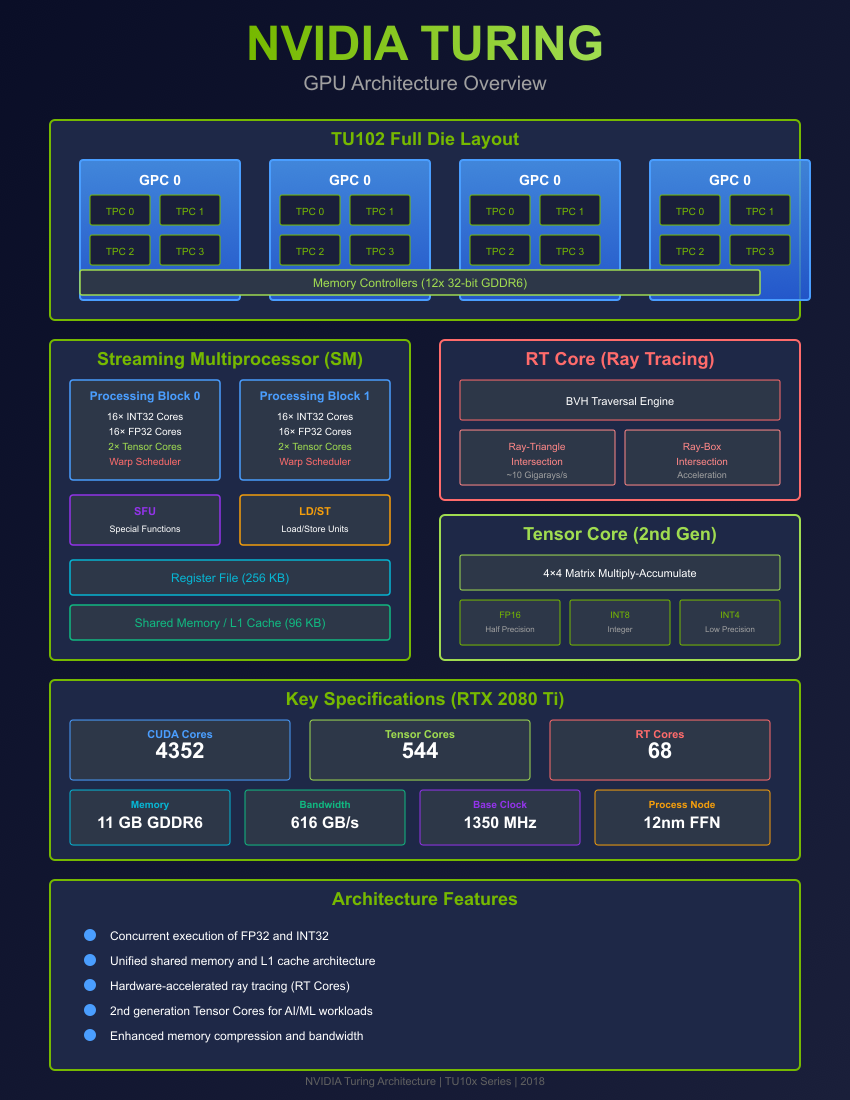 NVIDIA TURING
GPU Architecture Overview
TU102 Full Die Layout
GPC 0
GPC 0
GPC 0
GPC 0
TPC 0
TPC 1
TPC 0
TPC 1
TPC 0
TPC 1
TPC 0
TPC 1
TPC 2
TPC 3
TPC 2
TPC 3
TPC 2
TPC 3
TPC 2
TPC 3
Memory Controllers (12x 32-bit GDDR6)
Streaming Multiprocessor (SM)
Processing Block 0
16× INT32 Cores
16× FP32 Cores
2× Tensor Cores
Warp Scheduler
Processing Block 1
16× INT32 Cores
16× FP32 Cores
2× Tensor Cores
Warp Scheduler
SFU
Special Functions
LD/ST
Load/Store Units
Register File (256 KB)
Shared Memory / L1 Cache (96 KB)
RT Core (Ray Tracing)
BVH Traversal Engine
Ray-Triangle
Intersection
~10 Gigarays/s
Ray-Box
Intersection
Acceleration
Tensor Core (2nd Gen)
4×4 Matrix Multiply-Accumulate
FP16
Half Precision
INT8
Integer
INT4
Low Precision
Key Specifications (RTX 2080 Ti)
CUDA Cores
4352
Tensor Cores
544
RT Cores
68
Memory
11 GB GDDR6
Bandwidth
616 GB/s
Base Clock
1350 MHz
Process Node
12nm FFN
Architecture Features
Concurrent execution of FP32 and INT32
Unified shared memory and L1 cache architecture
Hardware-accelerated ray tracing (RT Cores)
2nd generation Tensor Cores for AI/ML workloads
Enhanced memory compression and bandwidth
NVIDIA Turing Architecture | TU10x Series | 2018